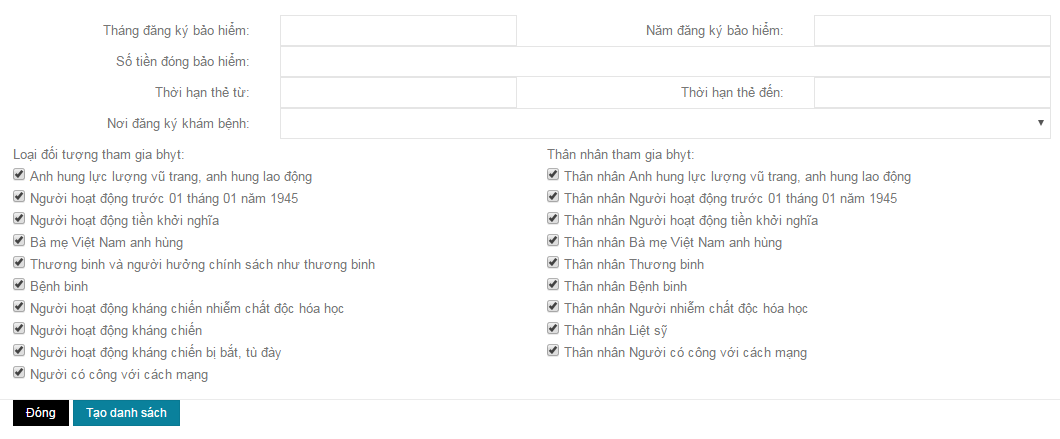 Tháng đăng ký bảo hiểm: Năm đăng ký bảo hiểm:
Số tiền đóng bảo hiểm:
Thời hạn thẻ từ: Thời hạn thẻ đến:
Nơi đăng ký khám bệnh:
Loại đối tượng tham gia bhyt:
Anh hung lực lượng vũ trang, anh hung lao động
Người hoạt động trước 01 tháng 01 năm 1945
Người hoạt động tiền khởi nghĩa
Bà mẹ Việt Nam anh hùng
Thương binh và người hưởng chính sách như thương binh
Bệnh binh
Người hoạt động kháng chiến nhiễm chất độc hóa học
Người hoạt động kháng chiến
Người hoạt động kháng chiến bị bắt, tù đày
Người có công với cách mạng
Thân nhân tham gia bhyt:
Thân nhân Anh hung lực lượng vũ trang, anh hung lao động
Thân nhân Người hoạt động trước 01 tháng 01 năm 1945
Thân nhân Người hoạt động tiền khởi nghĩa
Thân nhân Bà mẹ Việt Nam anh hùng
Thân nhân Thương binh
Thân nhân Bệnh binh
Thân nhân Người nhiễm chất độc hóa học
Thân nhân Liệt sỹ
Thân nhân Người có công với cách mạng
Đóng Tạo danh sách